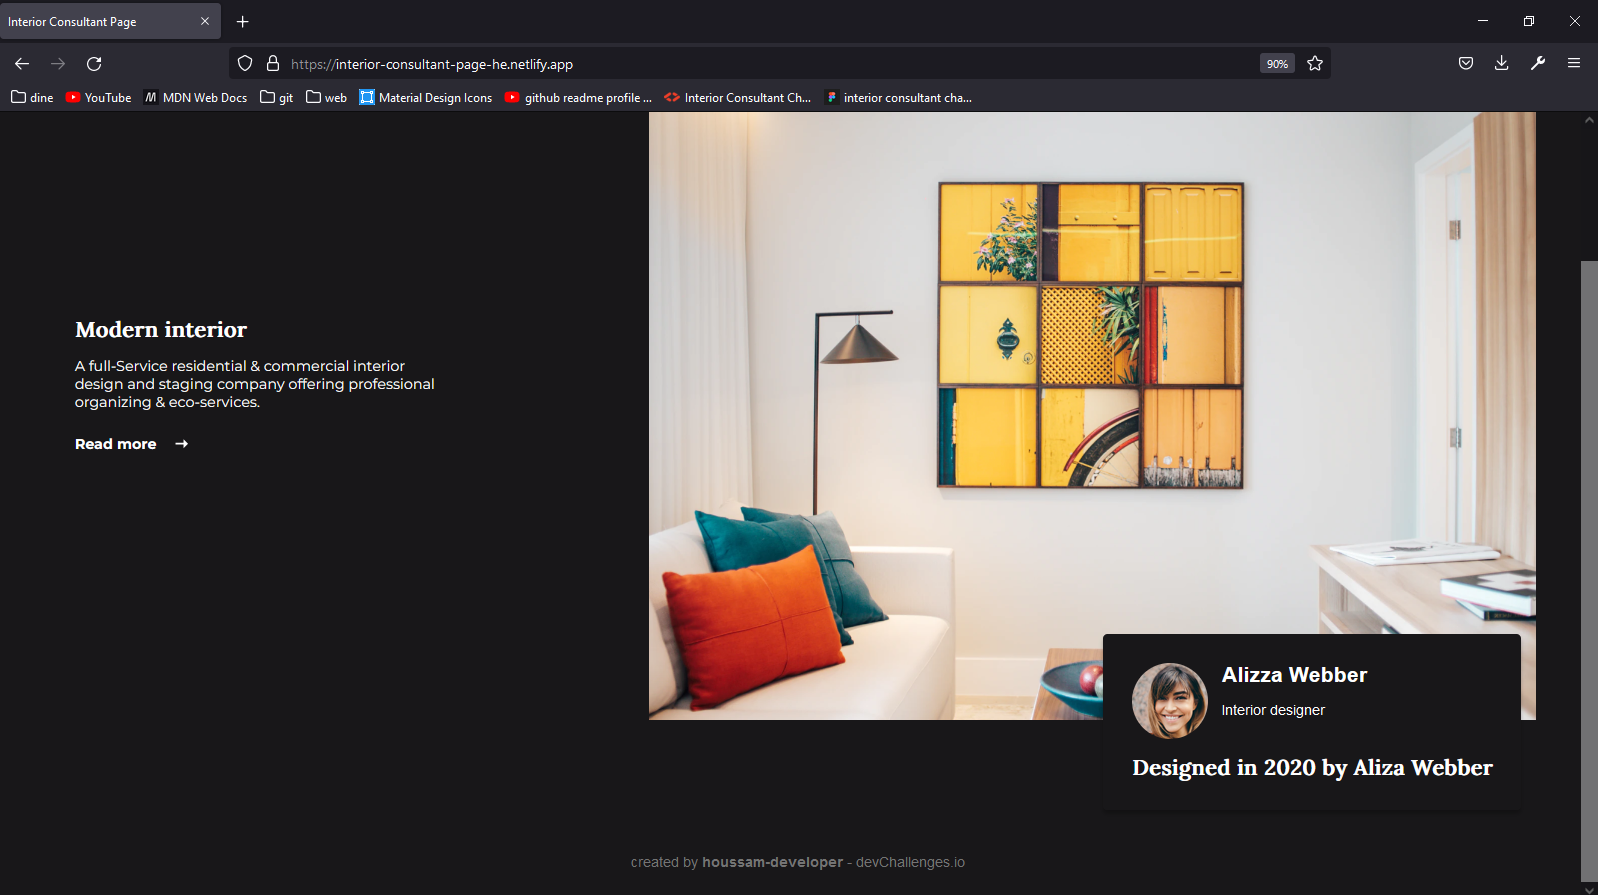 Interior Consultant Page
https://interior-consultant-page-he.netlify.app
90%
dine
YouTube
MDN Web Docs
git
web
Material Design Icons
github readme profile ...
Interior Consultant Ch...
interior consultant cha...
Modern interior
A full-Service residential & commercial interior
design and staging company offering professional
organizing & eco-services.
Read more →
Alizza Webber
Interior designer
Designed in 2020 by Aliza Webber
created by houssam-developer - devChallenges.io